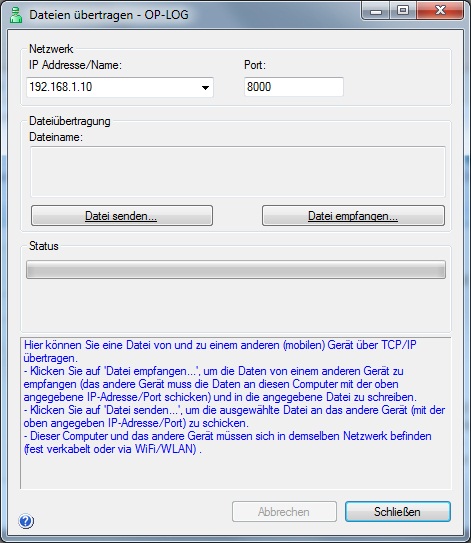 Dateien übertragen - OP-LOG
Netzwerk
IP Addresse/Name: Port:
192.168.1.10 8000
Dateiübertragung
Dateiname:
Datei senden... Datei empfangen...
Status
Hier können Sie eine Datei von und zu einem anderen (mobilen) Gerät über TCP/IP
übertragen.
- Klicken Sie auf 'Datei empfangen...', um die Daten von einem anderen Gerät zu
empfangen (das andere Gerät muss die Daten an diesen Computer mit der oben
angegebene IP-Adresse/Port schicken) und in die angegebene Datei zu schreiben.
- Klicken Sie auf 'Datei senden...', um die ausgewählte Datei an das andere Gerät (mit der
oben angegeben IP-Adresse/Port) zu schicken.
- Dieser Computer und das andere Gerät müssen sich in demselben Netzwerk befinden
(fest verkabelt oder via WiFi/WLAN) .
Abbrechen Schließen